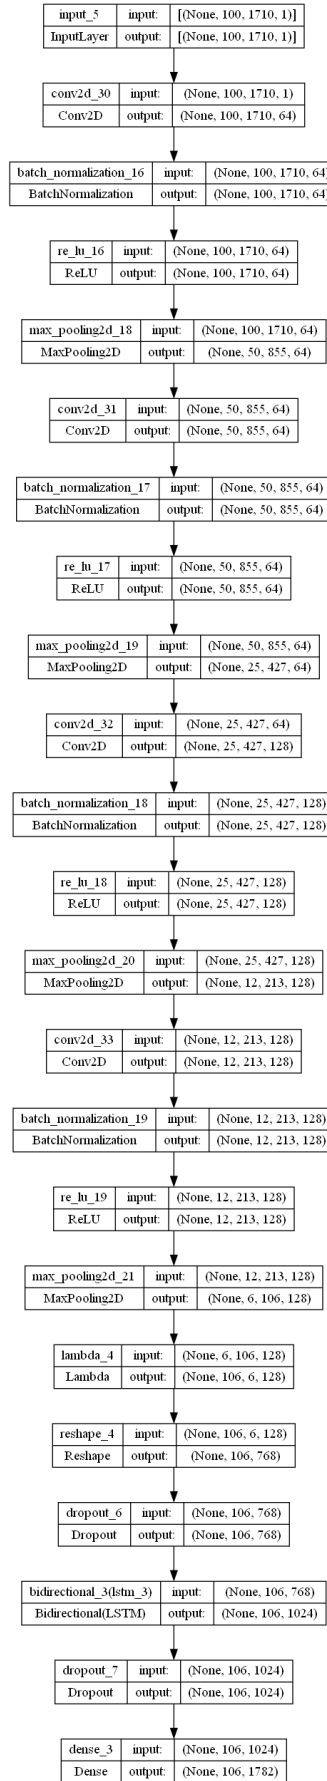 input_5 input: [(None, 100, 1710, 1)]
InputLayer output: [(None, 100, 1710, 1)]
conv2d_30 input: (None, 100, 1710, 1)
Conv2D output: (None, 100, 1710, 64)
batch_normalization_16 input: (None, 100, 1710, 64)
BatchNormalization output: (None, 100, 1710, 64)
re_lu_16 input: (None, 100, 1710, 64)
ReLU output: (None, 100, 1710, 64)
max_pooling2d_18 input: (None, 100, 1710, 64)
MaxPooling2D output: (None, 50, 855, 64)
conv2d_31 input: (None, 50, 855, 64)
Conv2D output: (None, 50, 855, 64)
batch_normalization_17 input: (None, 50, 855, 64)
BatchNormalization output: (None, 50, 855, 64)
re_lu_17 input: (None, 50, 855, 64)
ReLU output: (None, 50, 855, 64)
max_pooling2d_19 input: (None, 50, 855, 64)
MaxPooling2D output: (None, 25, 427, 64)
conv2d_32 input: (None, 25, 427, 64)
Conv2D output: (None, 25, 427, 128)
batch_normalization_18 input: (None, 25, 427, 128)
BatchNormalization output: (None, 25, 427, 128)
re_lu_18 input: (None, 25, 427, 128)
ReLU output: (None, 25, 427, 128)
max_pooling2d_20 input: (None, 25, 427, 128)
MaxPooling2D output: (None, 12, 213, 128)
conv2d_33 input: (None, 12, 213, 128)
Conv2D output: (None, 12, 213, 128)
batch_normalization_19 input: (None, 12, 213, 128)
BatchNormalization output: (None, 12, 213, 128)
re_lu_19 input: (None, 12, 213, 128)
ReLU output: (None, 12, 213, 128)
max_pooling2d_21 input: (None, 12, 213, 128)
MaxPooling2D output: (None, 6, 106, 128)
lambda_4 input: (None, 6, 106, 128)
Lambda output: (None, 106, 6, 128)
reshape_4 input: (None, 106, 6, 128)
Reshape output: (None, 106, 768)
dropout_6 input: (None, 106, 768)
Dropout output: (None, 106, 768)
bidirectional_3(lstm_3) input: (None, 106, 768)
Bidirectional(LSTM) output: (None, 106, 1024)
dropout_7 input: (None, 106, 1024)
Dropout output: (None, 106, 1024)
dense_3 input: (None, 106, 1024)
Dense output: (None, 106, 1782)